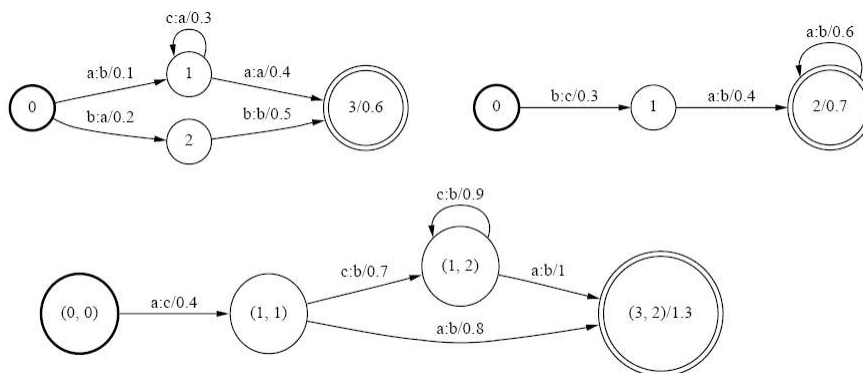 c:a/0.3
a:b/0.6
a:b/0.1
1
a:a/0.4
0
3/0.6
0
b:c/0.3
1
a:b/0.4
2/0.7
b:a/0.2
2
b:b/0.5
c:b/0.9
c:b/0.7
(1, 2)
a:b/1
(0, 0)
a:c/0.4
(1, 1)
(3, 2)/1.3
a:b/0.8